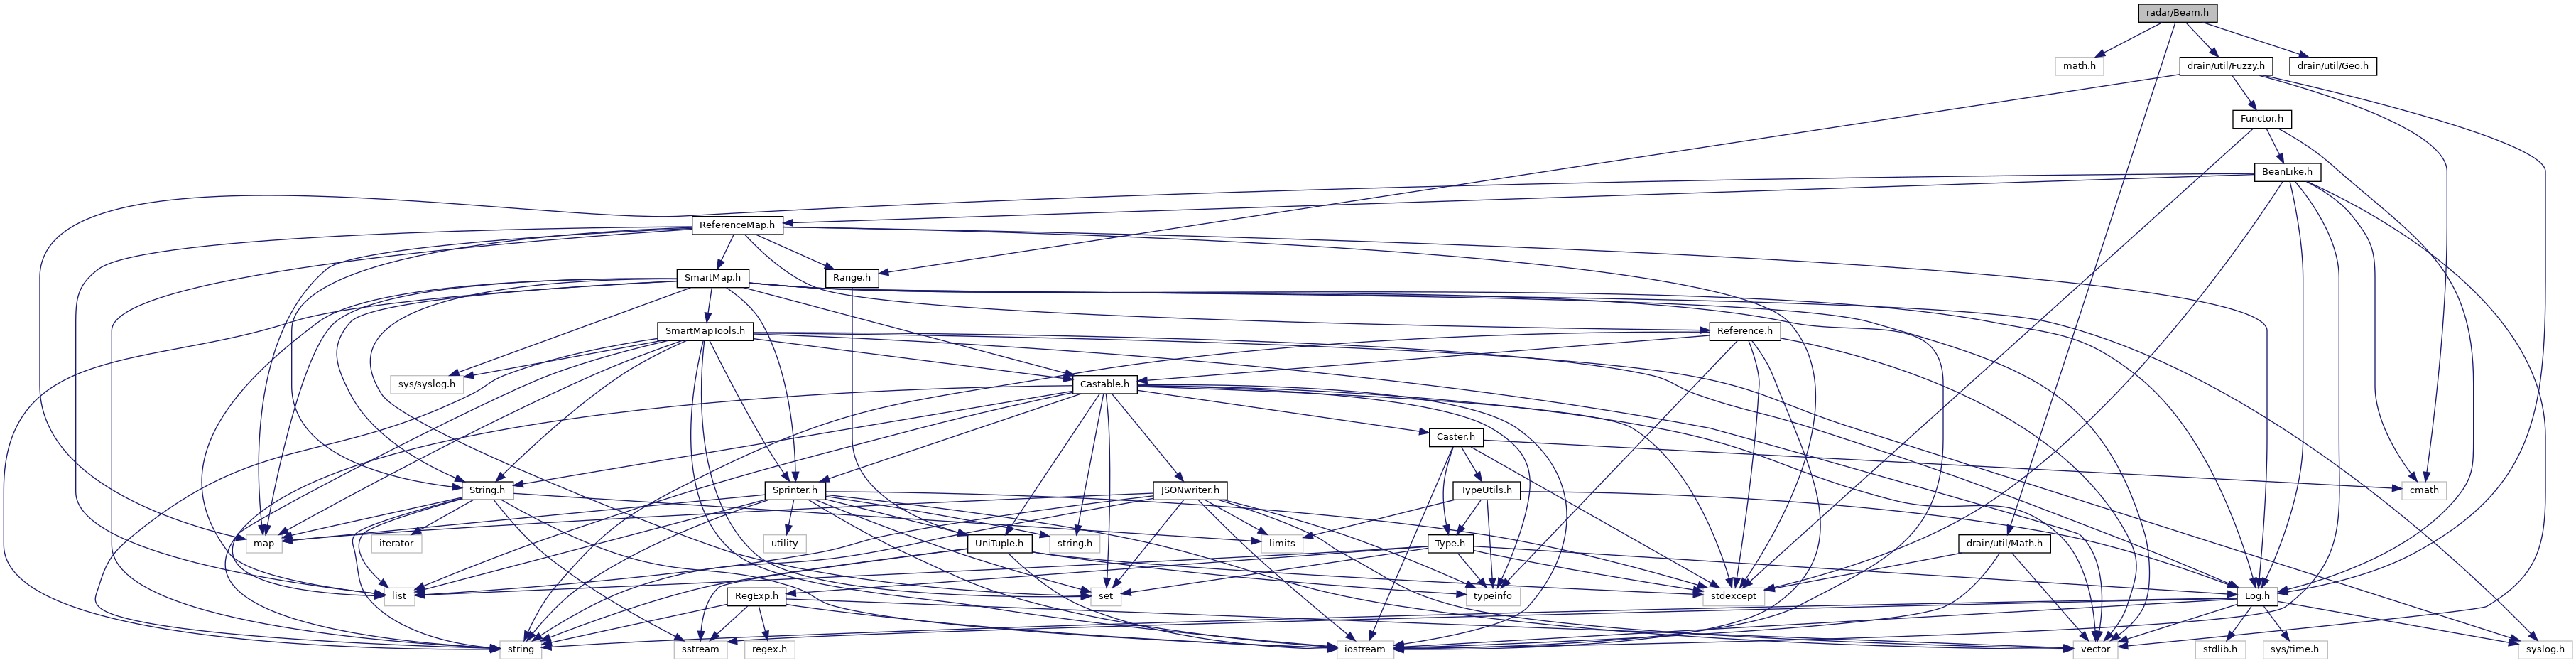 radar/Beam.h
math.h
drain/util/Fuzzy.h
drain/util/Geo.h
Functor.h
BeanLike.h
ReferenceMap.h
SmartMap.h
Range.h
SmartMapTools.h
Reference.h
sys/syslog.h
Castable.h
Caster.h
String.h
Sprinter.h
JSONwriter.h
TypeUtils.h
cmath
map
iterator
utility
UniTuple.h
string.h
limits
Type.h
drain/util/Math.h
list
RegExp.h
set
typeinfo
stdexcept
Log.h
string
sstream
regex.h
iostream
vector
stdlib.h
sys/time.h
syslog.h